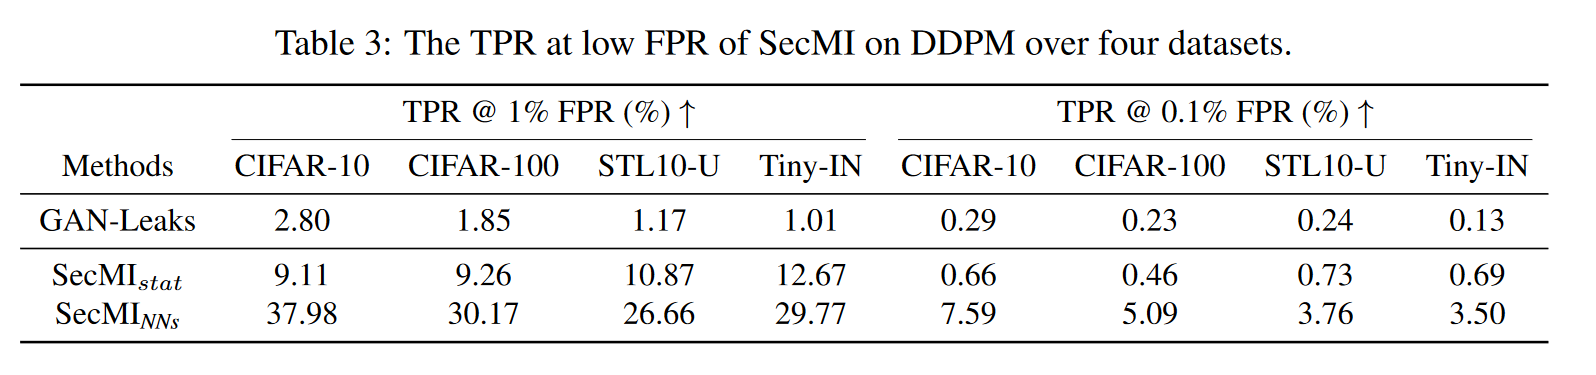 Table 3: The TPR at low FPR of SecMI on DDPM over four datasets.
TPR @ 1% FPR (%) ↑ TPR @ 0.1% FPR (%) ↑
Methods CIFAR-10 CIFAR-100 STL10-U Tiny-IN CIFAR-10 CIFAR-100 STL10-U Tiny-IN
GAN-Leaks 2.80 1.85 1.17 1.01 0.29 0.23 0.24 0.13
SecMIstat 9.11 9.26 10.87 12.67 0.66 0.46 0.73 0.69
SecMINNs 37.98 30.17 26.66 29.77 7.59 5.09 3.76 3.50